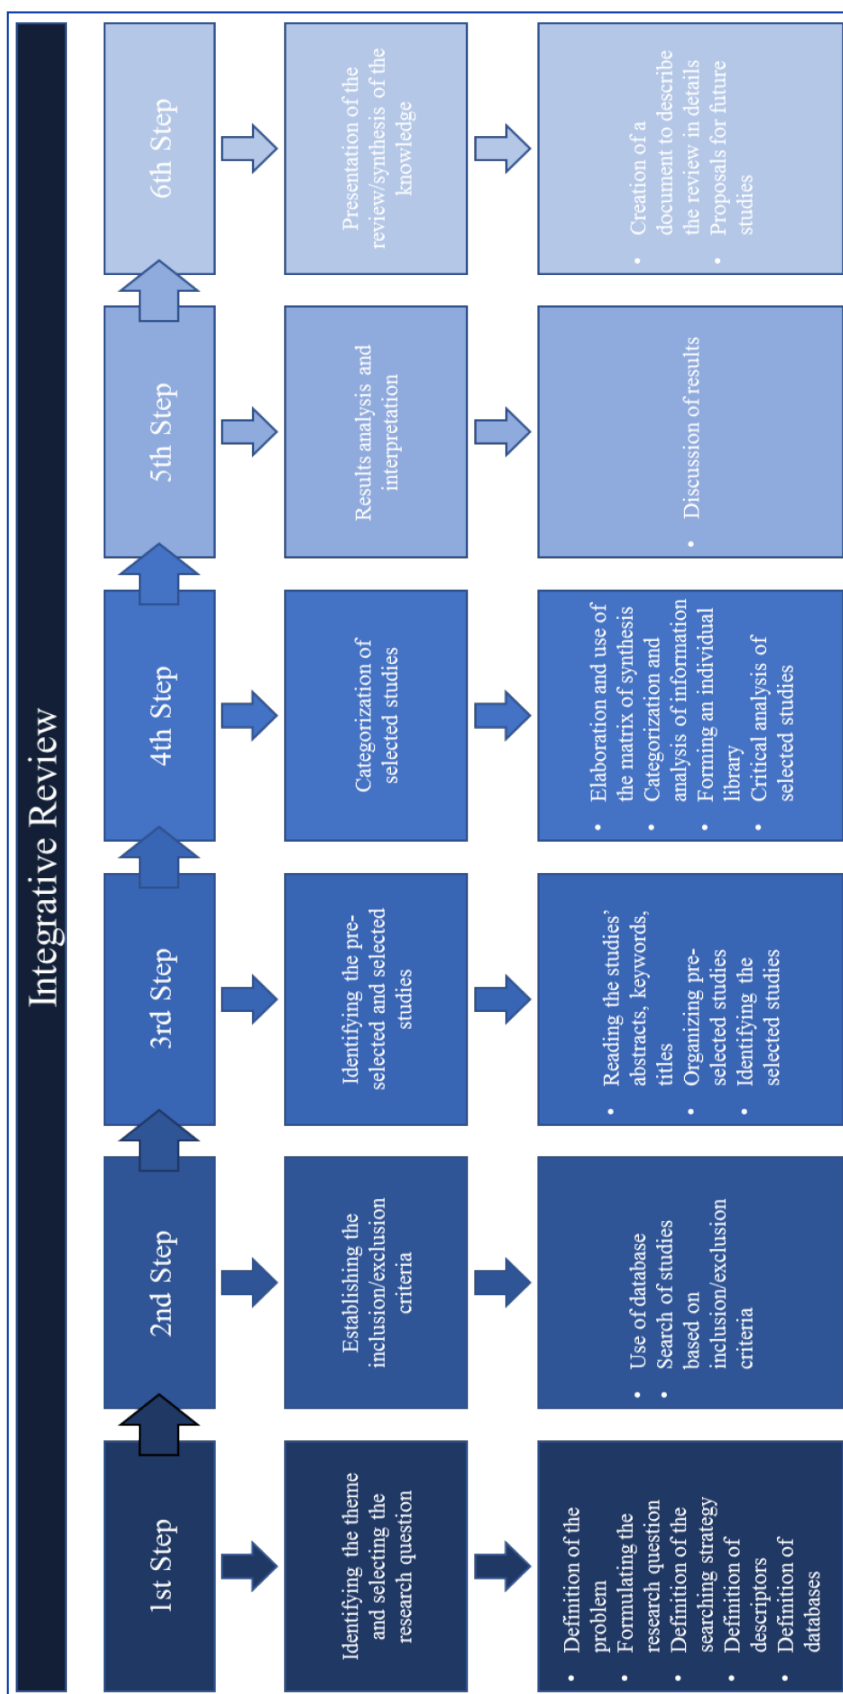 Integrative Review
1st Step
2nd Step
3rd Step
4th Step
5th Step
6th Step
Identifying the theme
and selecting the
research question
Establishing the
inclusion/exclusion
criteria
Identifying the pre-
selected and selected
studies
Categorization of
selected studies
Results analysis and
interpretation
Presentation of the
review/synthesis of the
knowledge
• Definition of the
problem
• Formulating the
research question
• Definition of the
searching strategy
• Definition of
descriptors
• Definition of
databases
• Use of database
• Search of studies
based on
inclusion/exclusion
criteria
• Reading the studies’
abstracts, keywords,
titles
• Organizing pre-
selected studies
• Identifying the
selected studies
• Elaboration and use of
the matrix of synthesis
• Categorization and
analysis of information
• Forming an individual
library
• Critical analysis of
selected studies
• Discussion of results
• Creation of a
document to describe
the review in details
• Proposals for future
studies